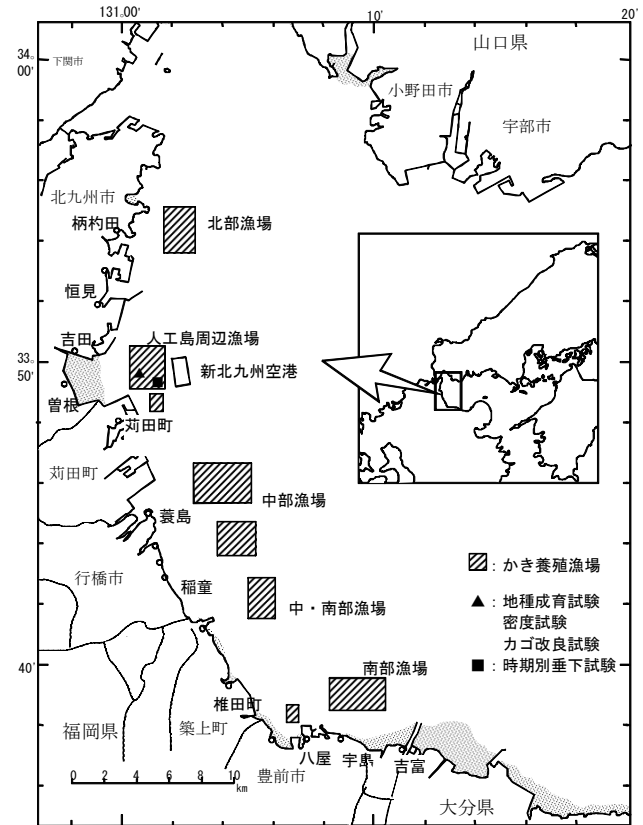 131°00'
10'
20'
34°
00'
下関市
山口県
小野田市
宇部市
北九州市
柄杓田
北部漁場
恒見
吉田
人工島周辺漁場
33°
50'
新北九州空港
曽根
苅田町
苅田町
中部漁場
蓑島
：かき養殖漁場
行橋市
稲童
中・南部漁場
▲：地種成育試験
密度試験
カゴ改良試験
■：時期別垂下試験
40'
南部漁場
椎田町
福岡県
築上町
八屋
宇島
吉富
豊前市
大分県
0 2 4 6 8 10
km